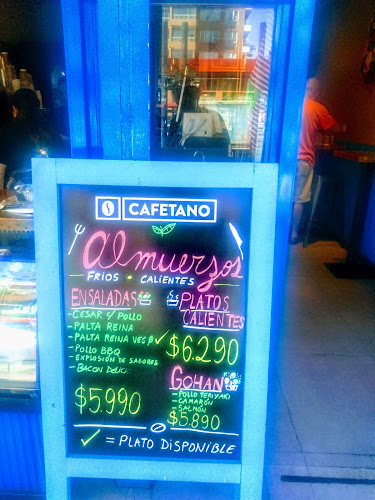 CAFETANO
Almuerzos
FRIOS · CALIENTES
ENSALADAS
- CESAR S/ POLLO
- PALTA REINA
- PALTA REINA VEG ✓
- POLLO BBQ
EXPLOSIÓN DE SABORES
- BACON DELI
$5.990
PLATOS
CALIENTES
$6.290
GOHAN
- POLLO TERIYAKI
- CAMARÓN
- SALMÓN
$5.890
✓ = PLATO DISPONIBLE